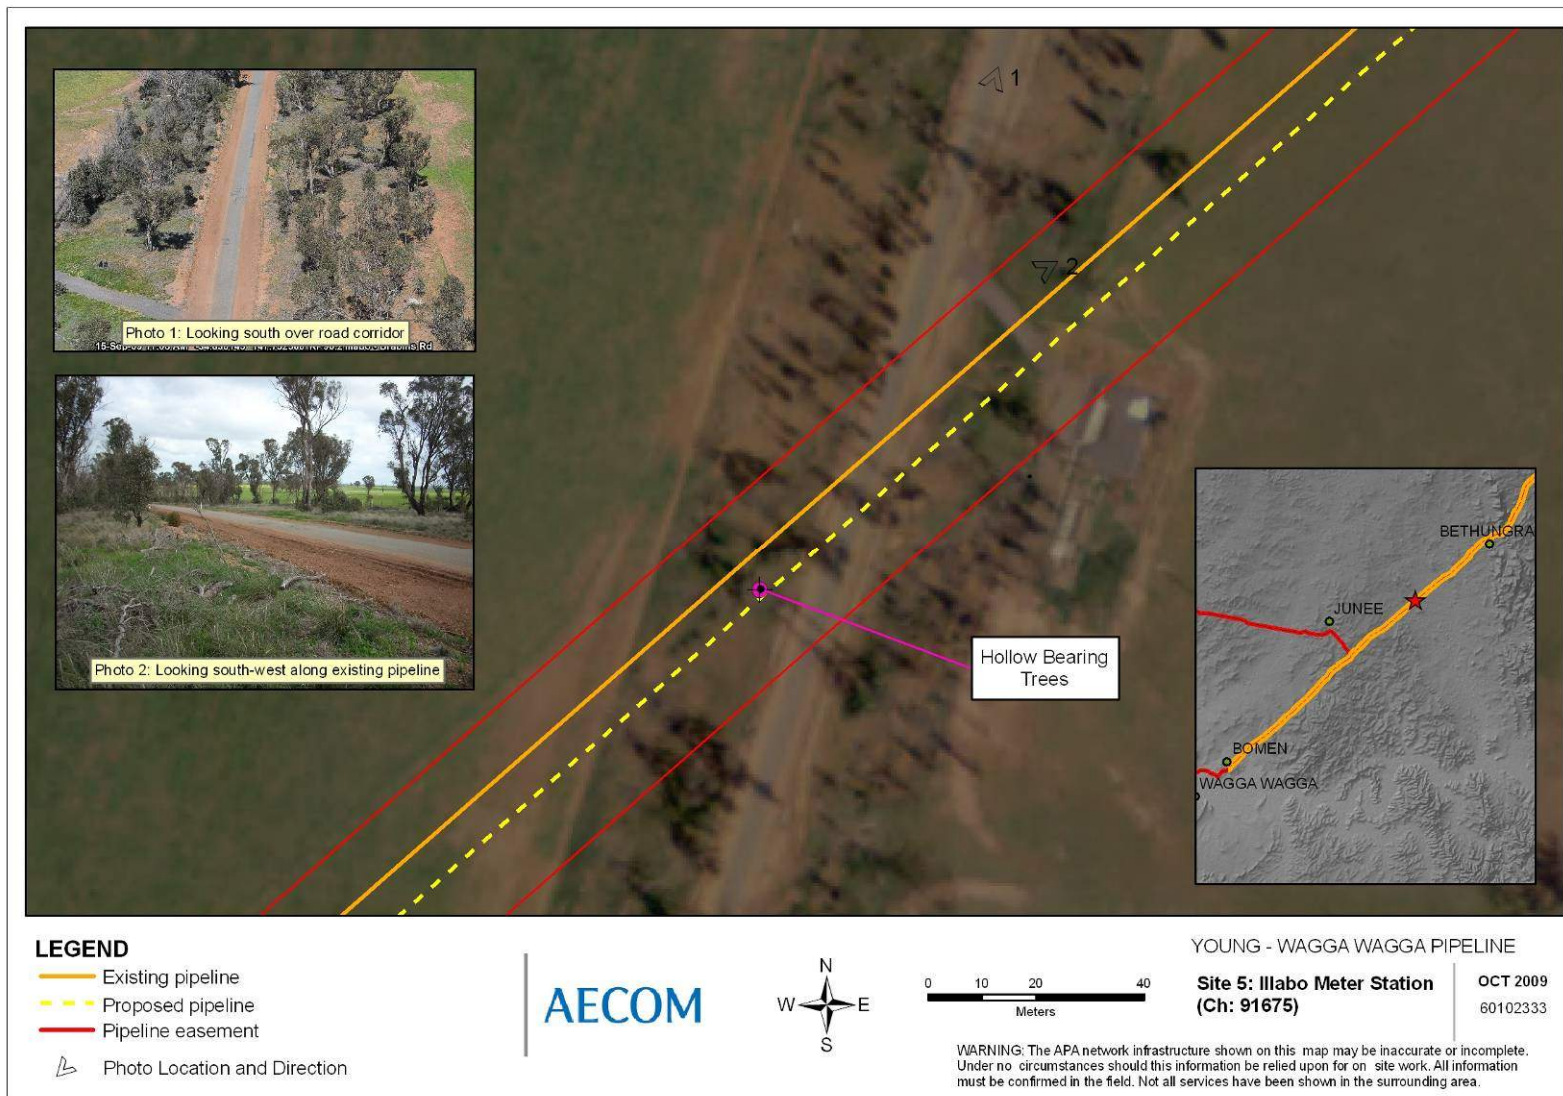 1
2
Photo 1: Looking south over road corridor
Photo 2: Looking south-west along existing pipeline
Hollow Bearing
Trees
BETHUNGRA
JUNEE
BOMEN
WAGGA WAGGA
LEGEND
Existing pipeline
Proposed pipeline
Pipeline easement
Photo Location and Direction
AECOM
N
W E
S
0 10 20 40
Meters
YOUNG - WAGGA WAGGA PIPELINE
Site 5: Illabo Meter Station
(Ch: 91675)
OCT 2009
60102333
WARNING: The APA network infrastructure shown on this map may be inaccurate or incomplete.
Under no circumstances should this information be relied upon for on site work. All information
must be confirmed in the field. Not all services have been shown in the surrounding area.